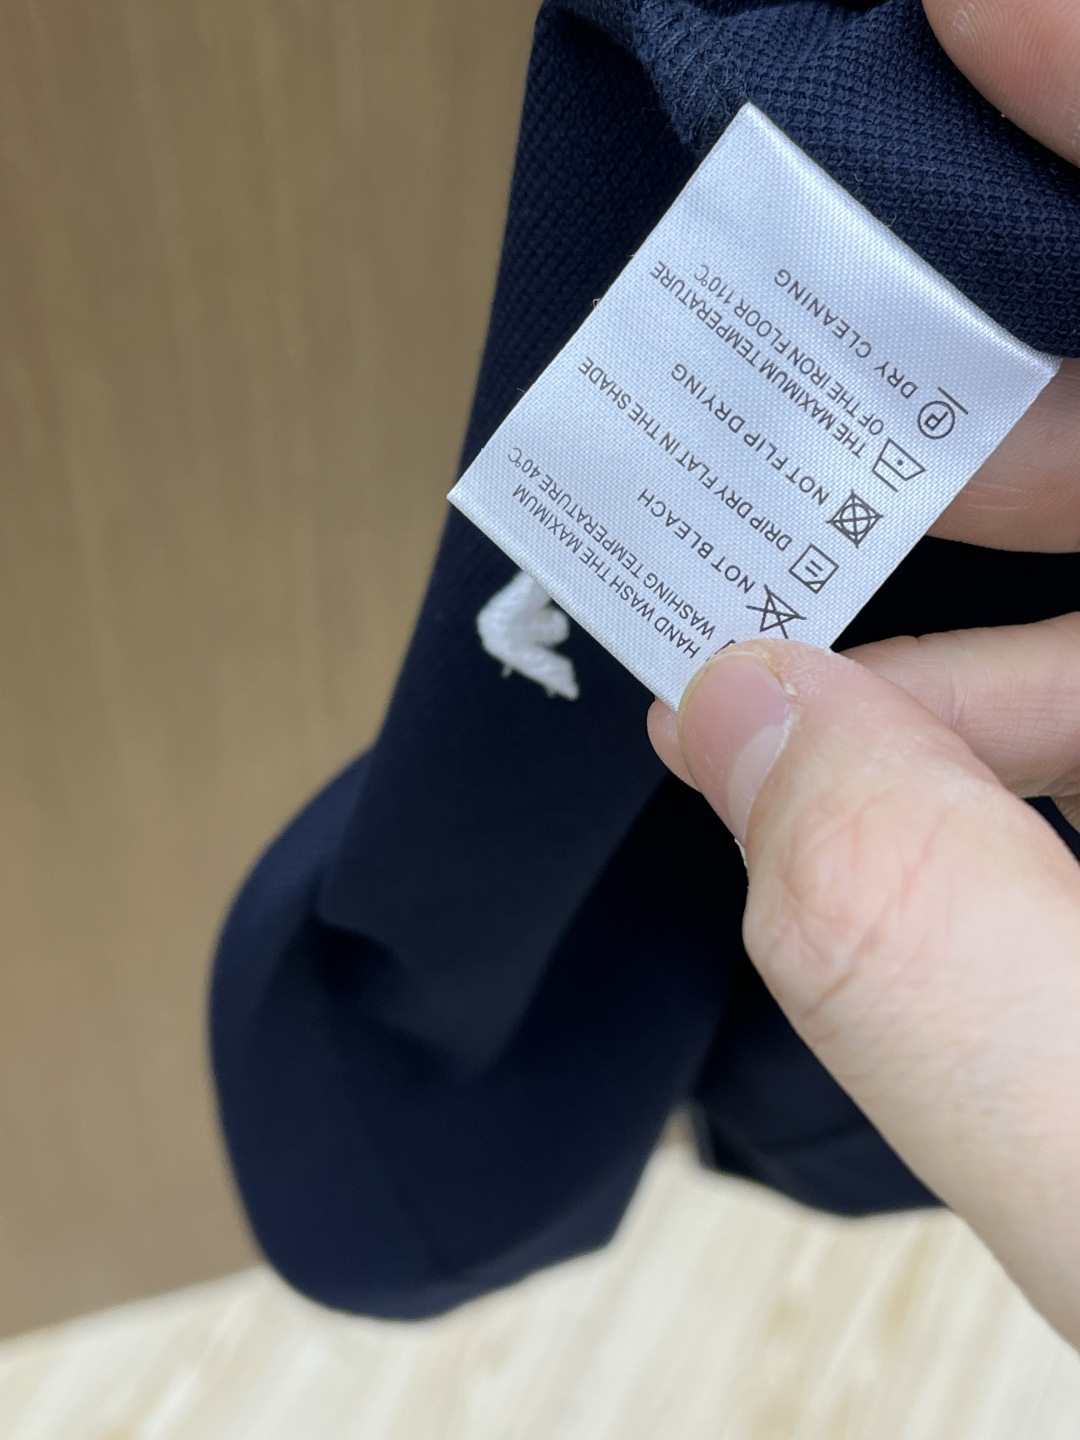 HAND WASH THE MAXIMUM
WASHING TEMPERATURE 40℃
NOT BLEACH
DRIP DRY FLAT IN THE SHADE
NOT FLIP DRYING
THE MAXIMUM TEMPERATURE
OF THE IRON FLOOR 110℃
P DRY CLEANING